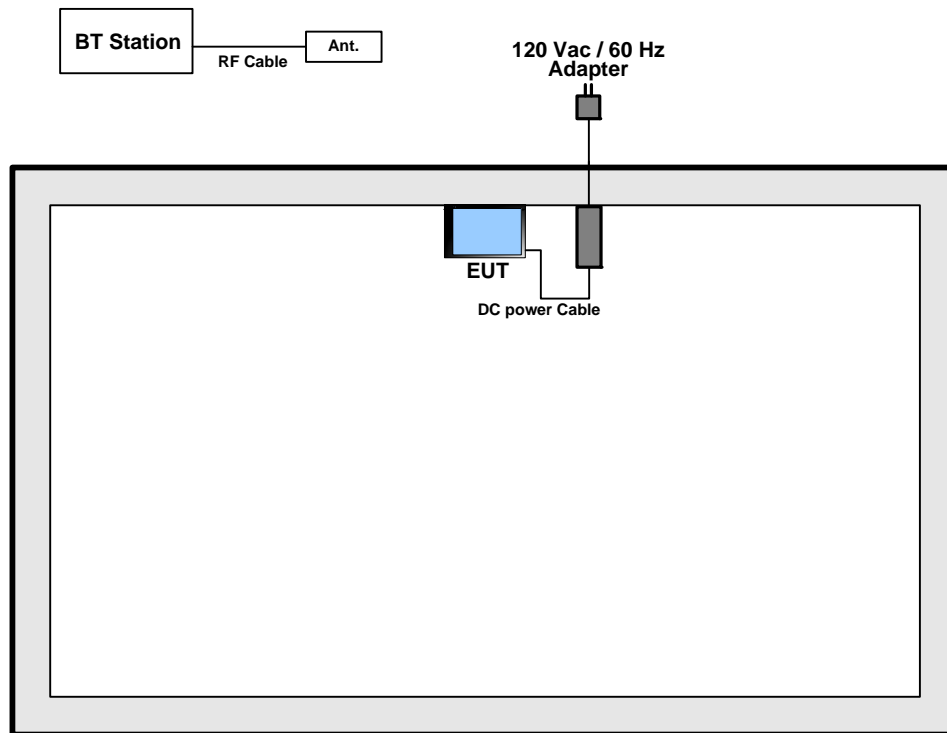 BT Station
RF Cable
Ant.
120 Vac / 60 Hz
Adapter
EUT
DC power Cable